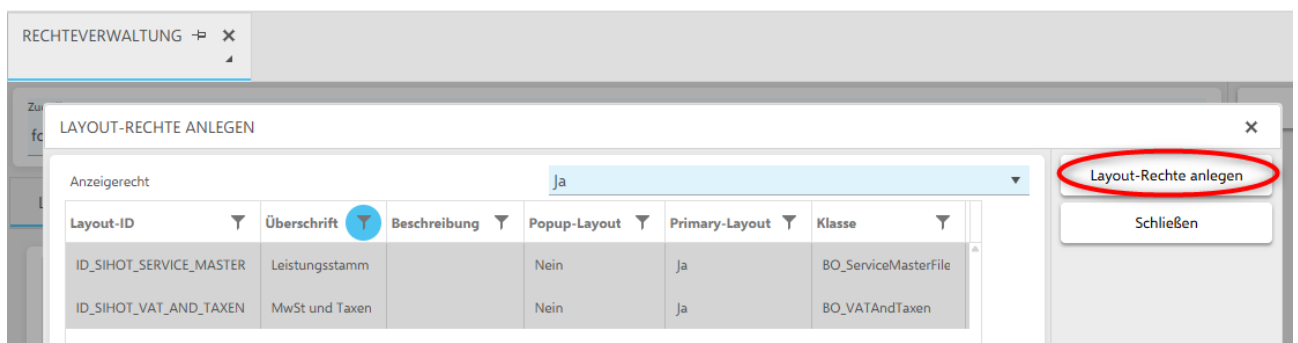 RECHTEVERWALTUNG
LAYOUT-RECHTE ANLEGEN
Anzeigerecht Ja
Layout-Rechte anlegen
Schließen
Layout-ID Überschrift Beschreibung Popup-Layout Primary-Layout Klasse
ID_SIHOT_SERVICE_MASTER Leistungsstamm Nein Ja BO_ServiceMasterFile
ID_SIHOT_VAT_AND_TAXEN MwSt und Taxen Nein Ja BO_VATAndTaxen